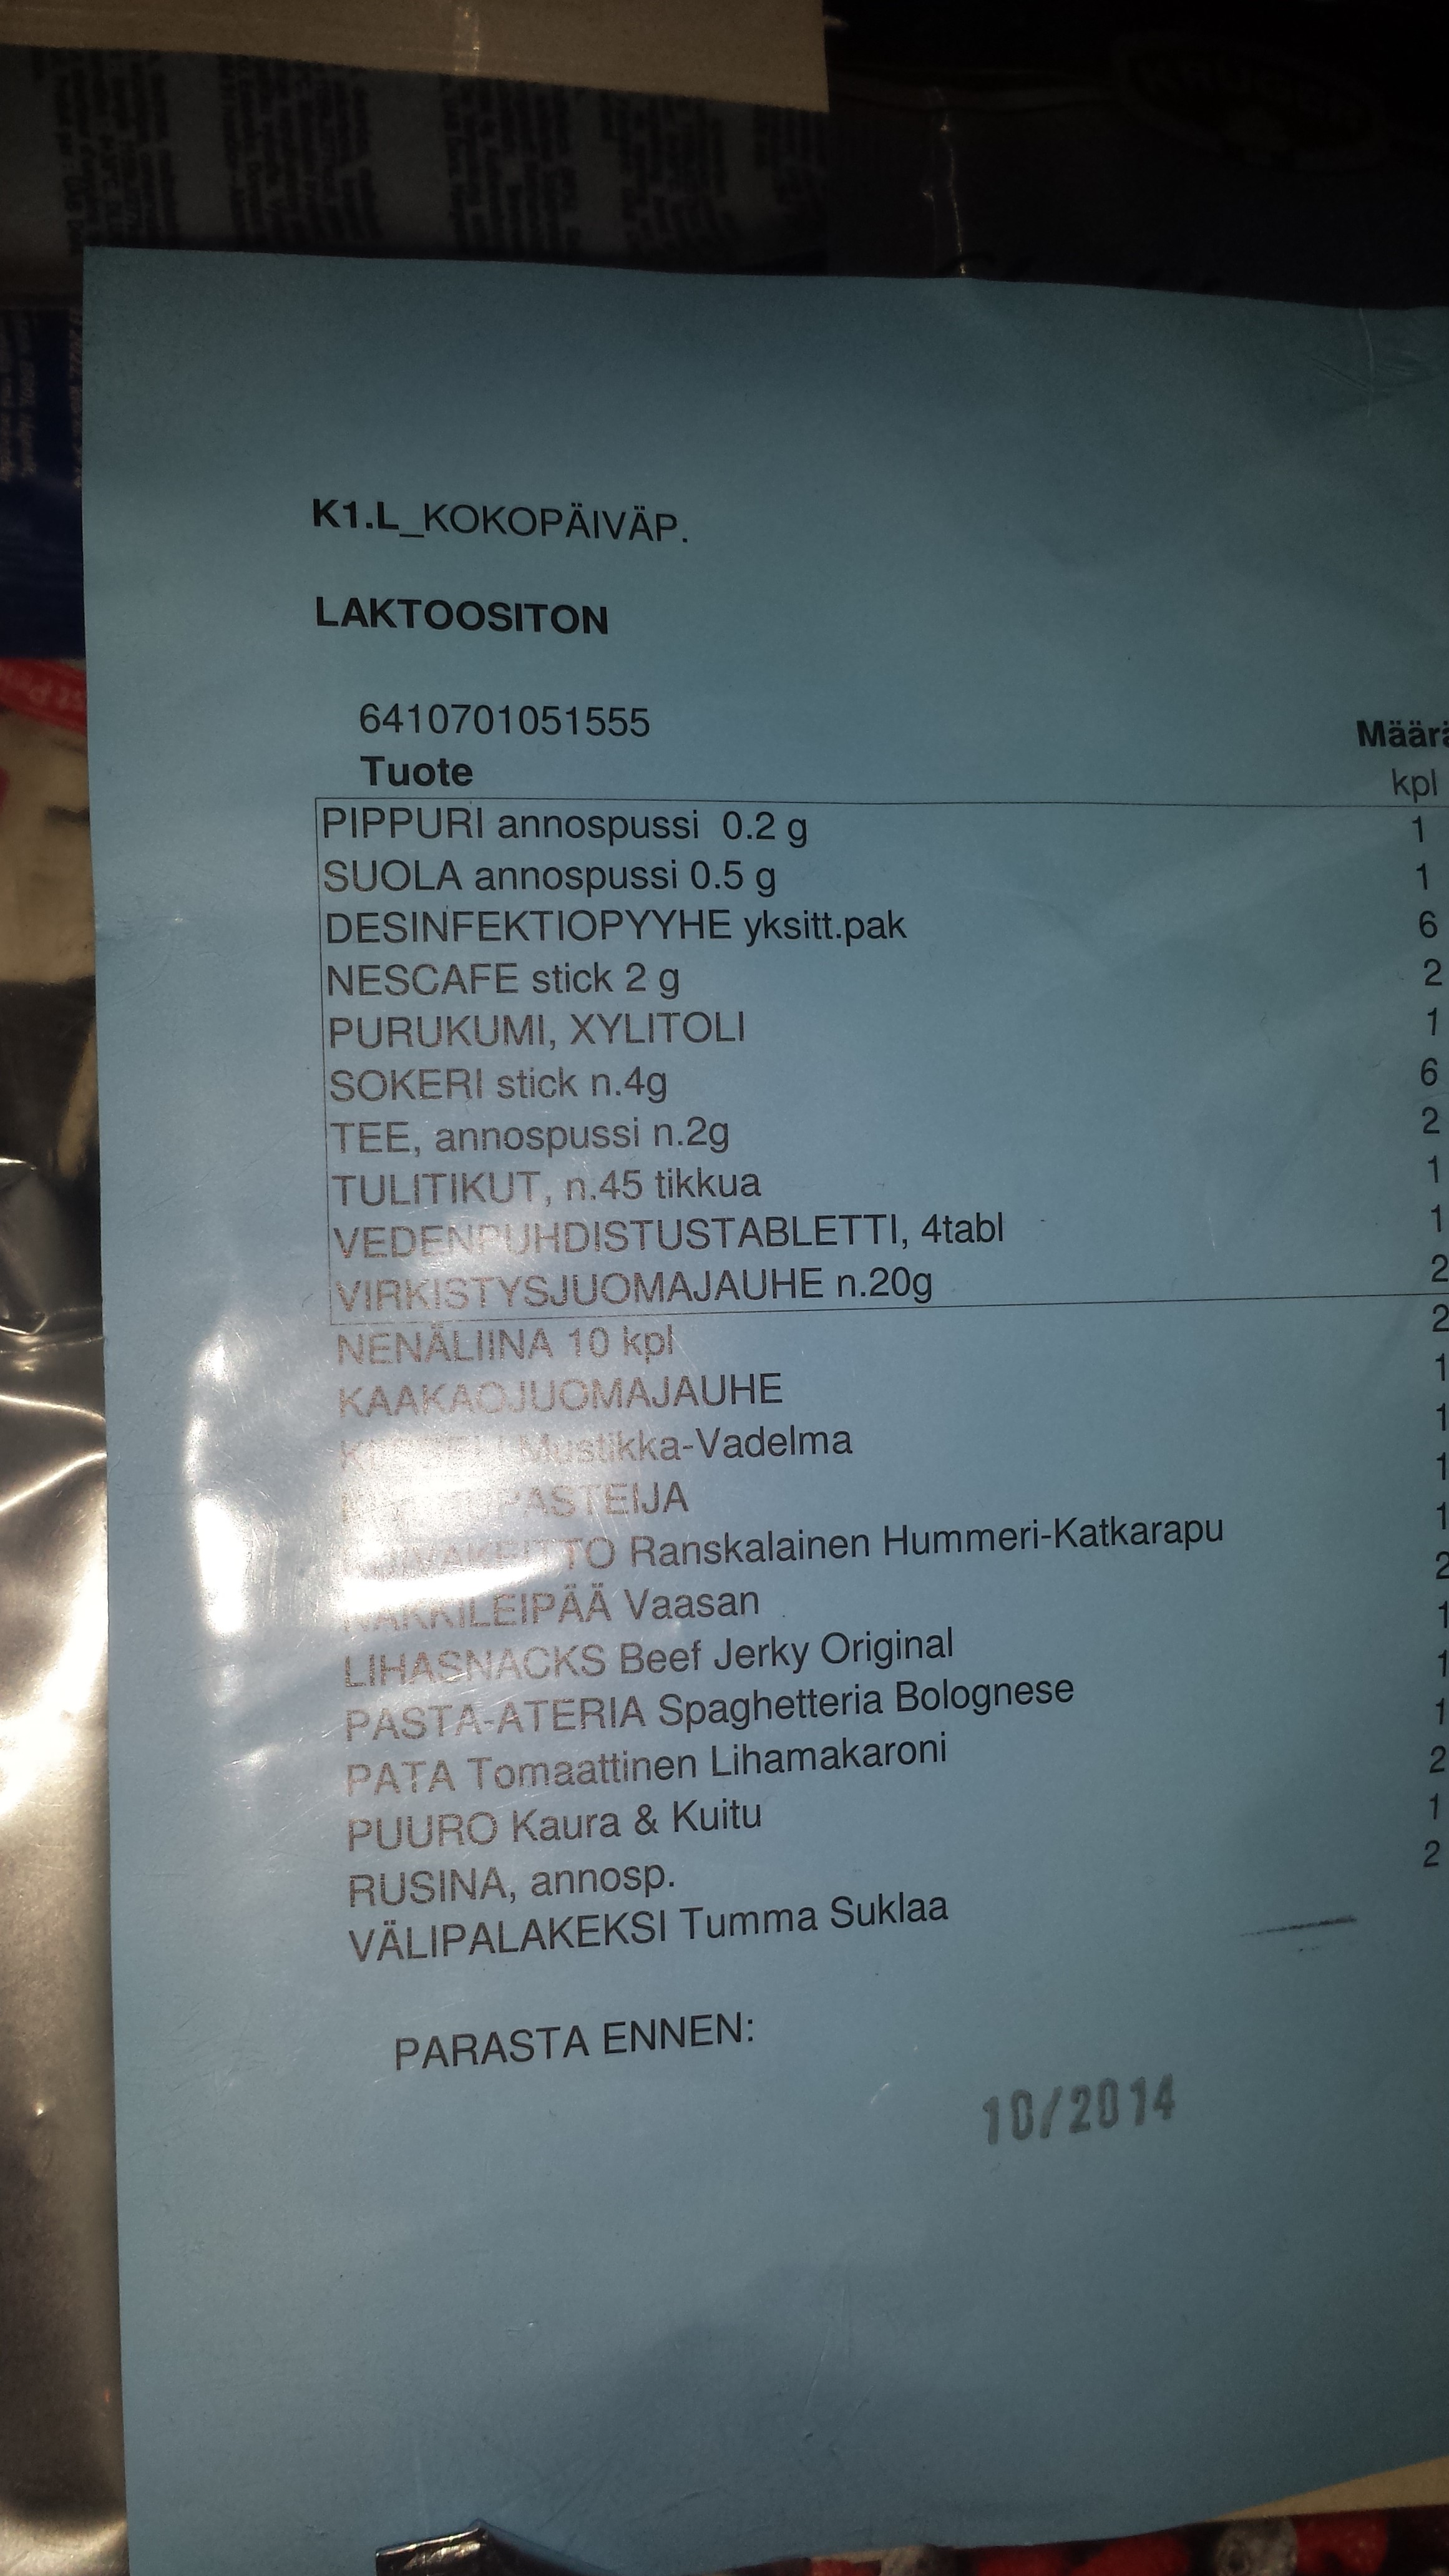 K1.L_KOKOPÄIVÄP.
LAKTOOSITON
6410701051555
Tuote
kpl
PIPPURI annospussi 0.2 g 1
SUOLA annospussi 0.5 g 1
DESINFEKTIOPYYHE yksitt.pak 6
NESCAFE stick 2 g 2
PURUKUMI, XYLITOLI 1
SOKERI stick n.4g 6
TEE, annospussi n.2g 2
TULITIKUT, n.45 tikkua 1
VEDENPUHDISTUSTABLETTI, 4tabl 1
VIRKISTYSJUOMAJAUHE n.20g 2
NENÄLIINA 10 kpl 2
KAAKAOJUOMAJAUHE 1
Mustikka-Vadelma 1
1
Ranskalainen Hummeri-Katkarapu 1
NÄKKILEIPÄÄ Vaasan 2
LIHASNACKS Beef Jerky Original 1
PASTA-ATERIA Spaghetteria Bolognese 1
PATA Tomaattinen Lihamakaroni 1
PUURO Kaura & Kuitu 2
RUSINA, annosp. 1
VÄLIPALAKEKSI Tumma Suklaa 2
PARASTA ENNEN:
10/2014